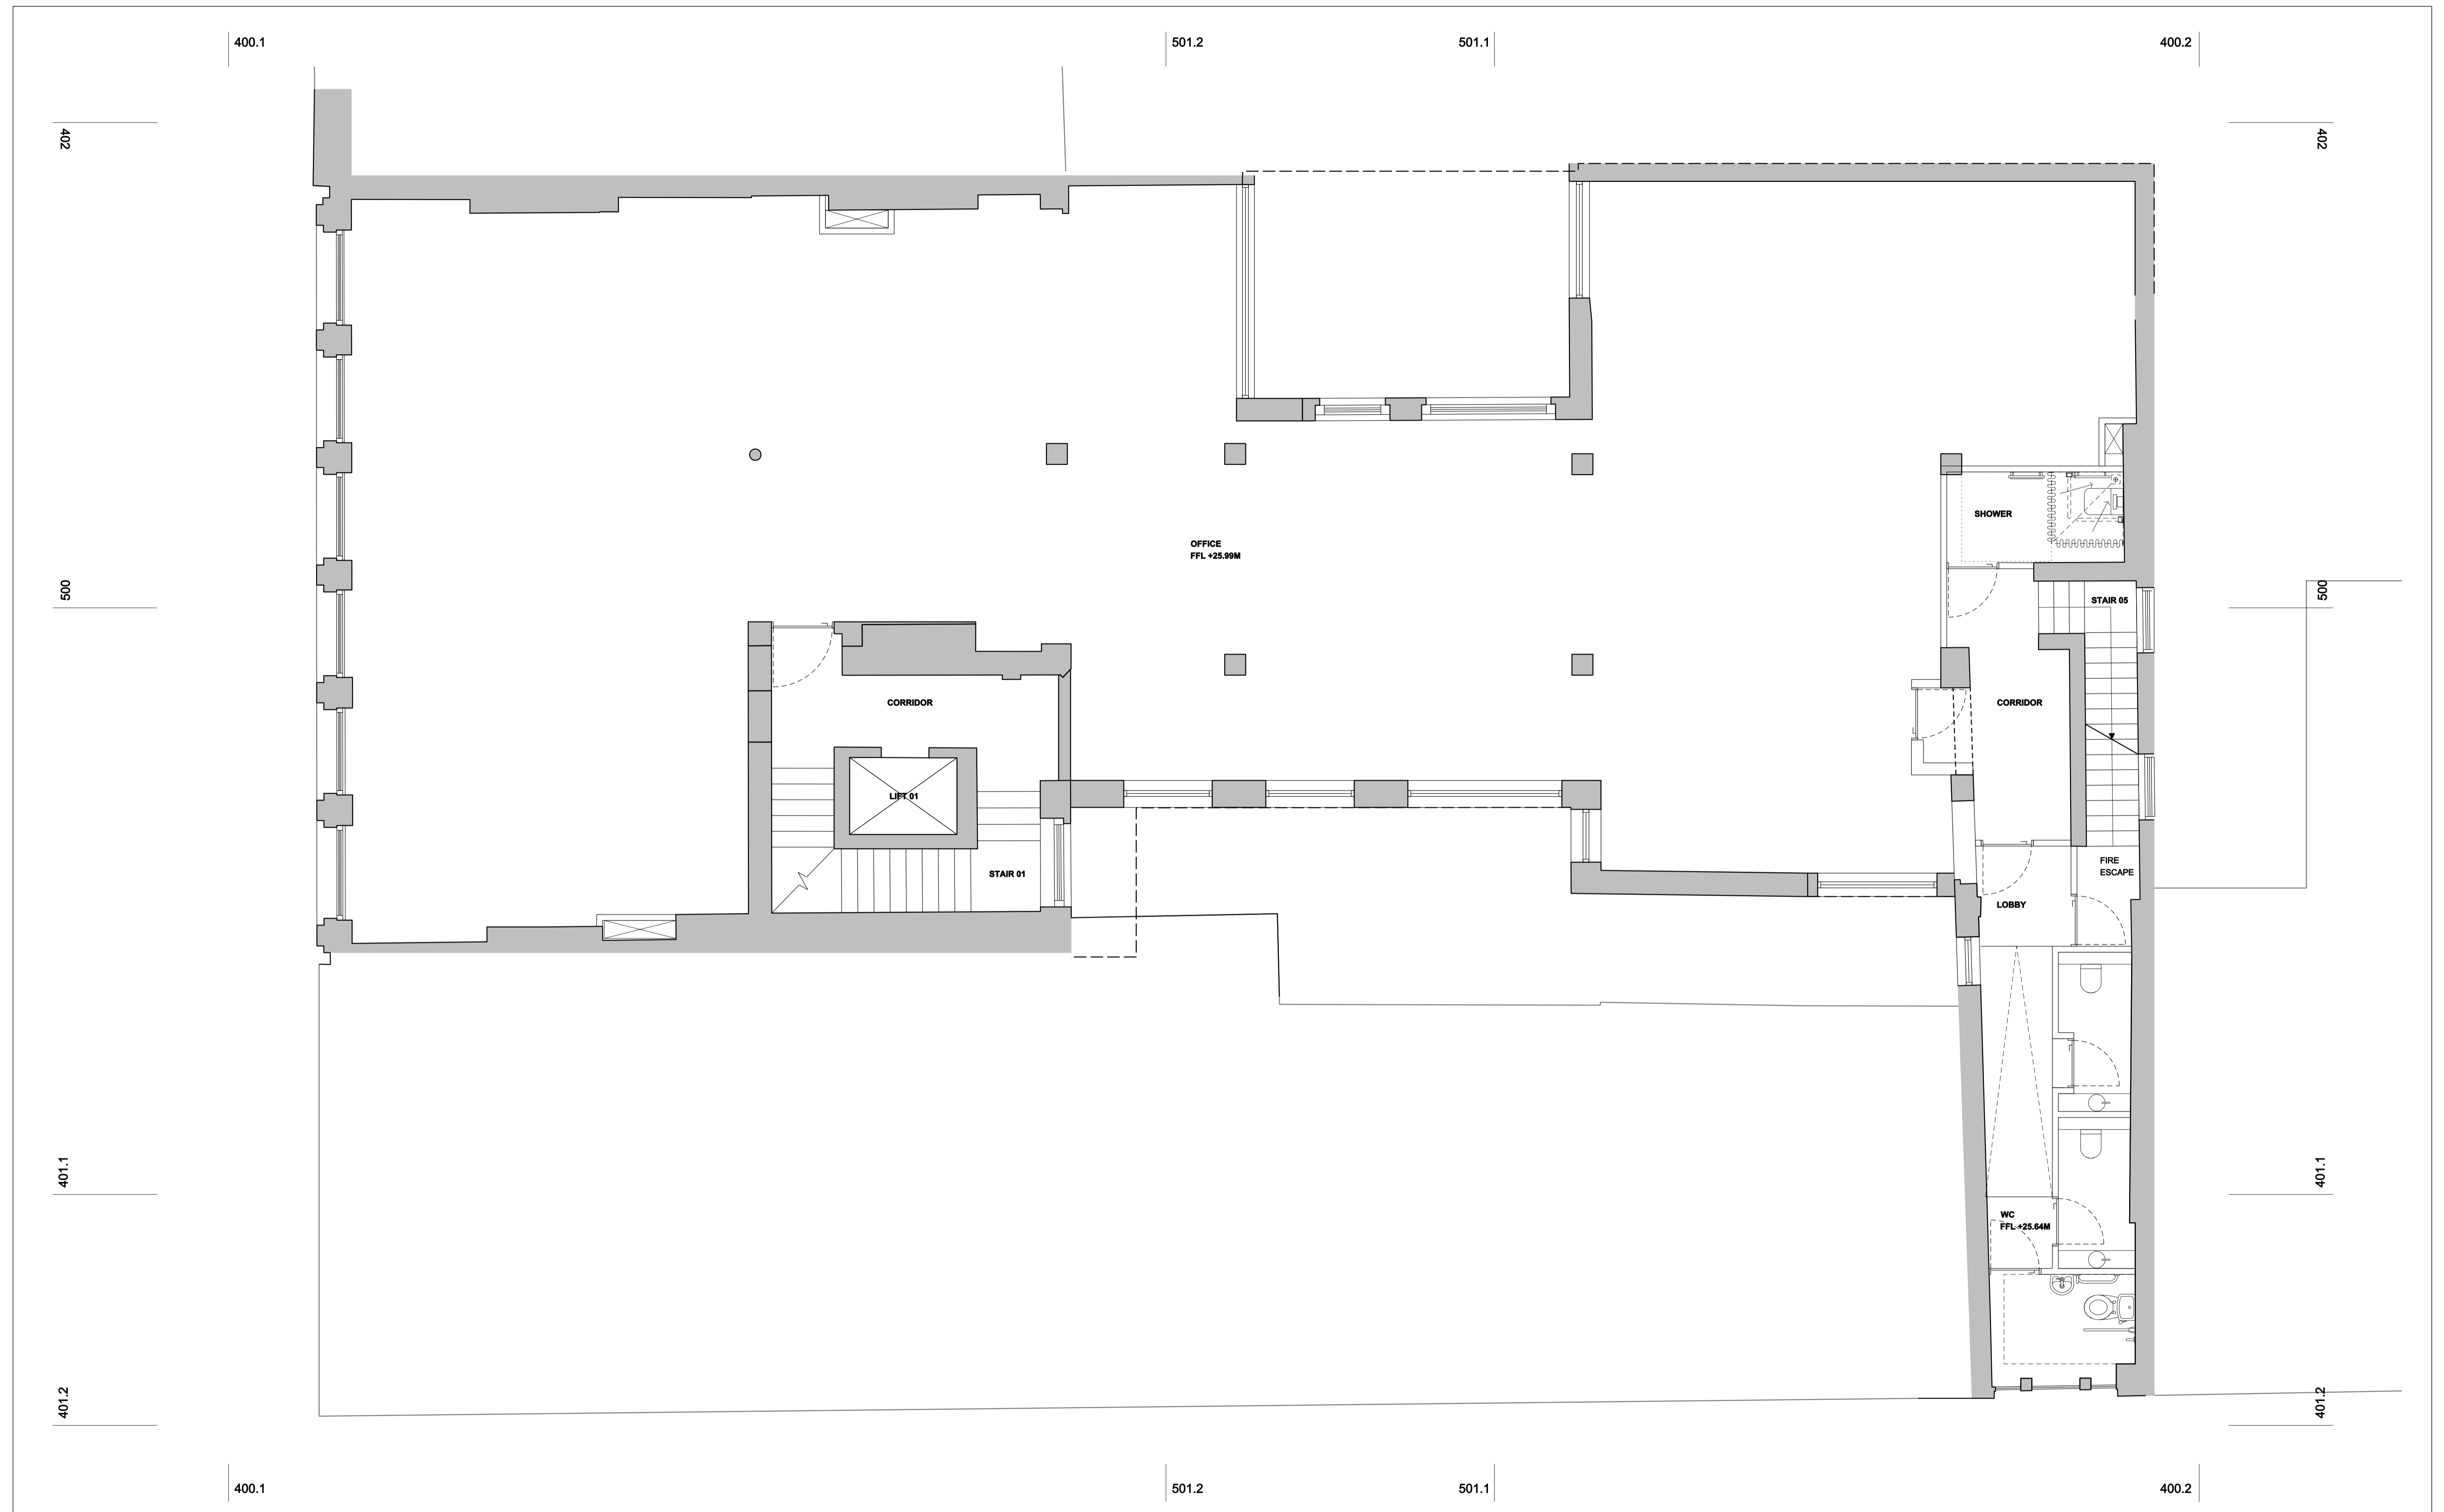 400.1
501.2
501.1
400.2
402
402
SHOWER
OFFICE
FFL +25.99M
500
500
STAIR 05
CORRIDOR
CORRIDOR
LIFT 01
STAIR 01
FIRE
ESCAPE
LOBBY
401.1
401.1
WC
FFL +25.64M
401.2
401.2
400.1
501.2
501.1
400.2